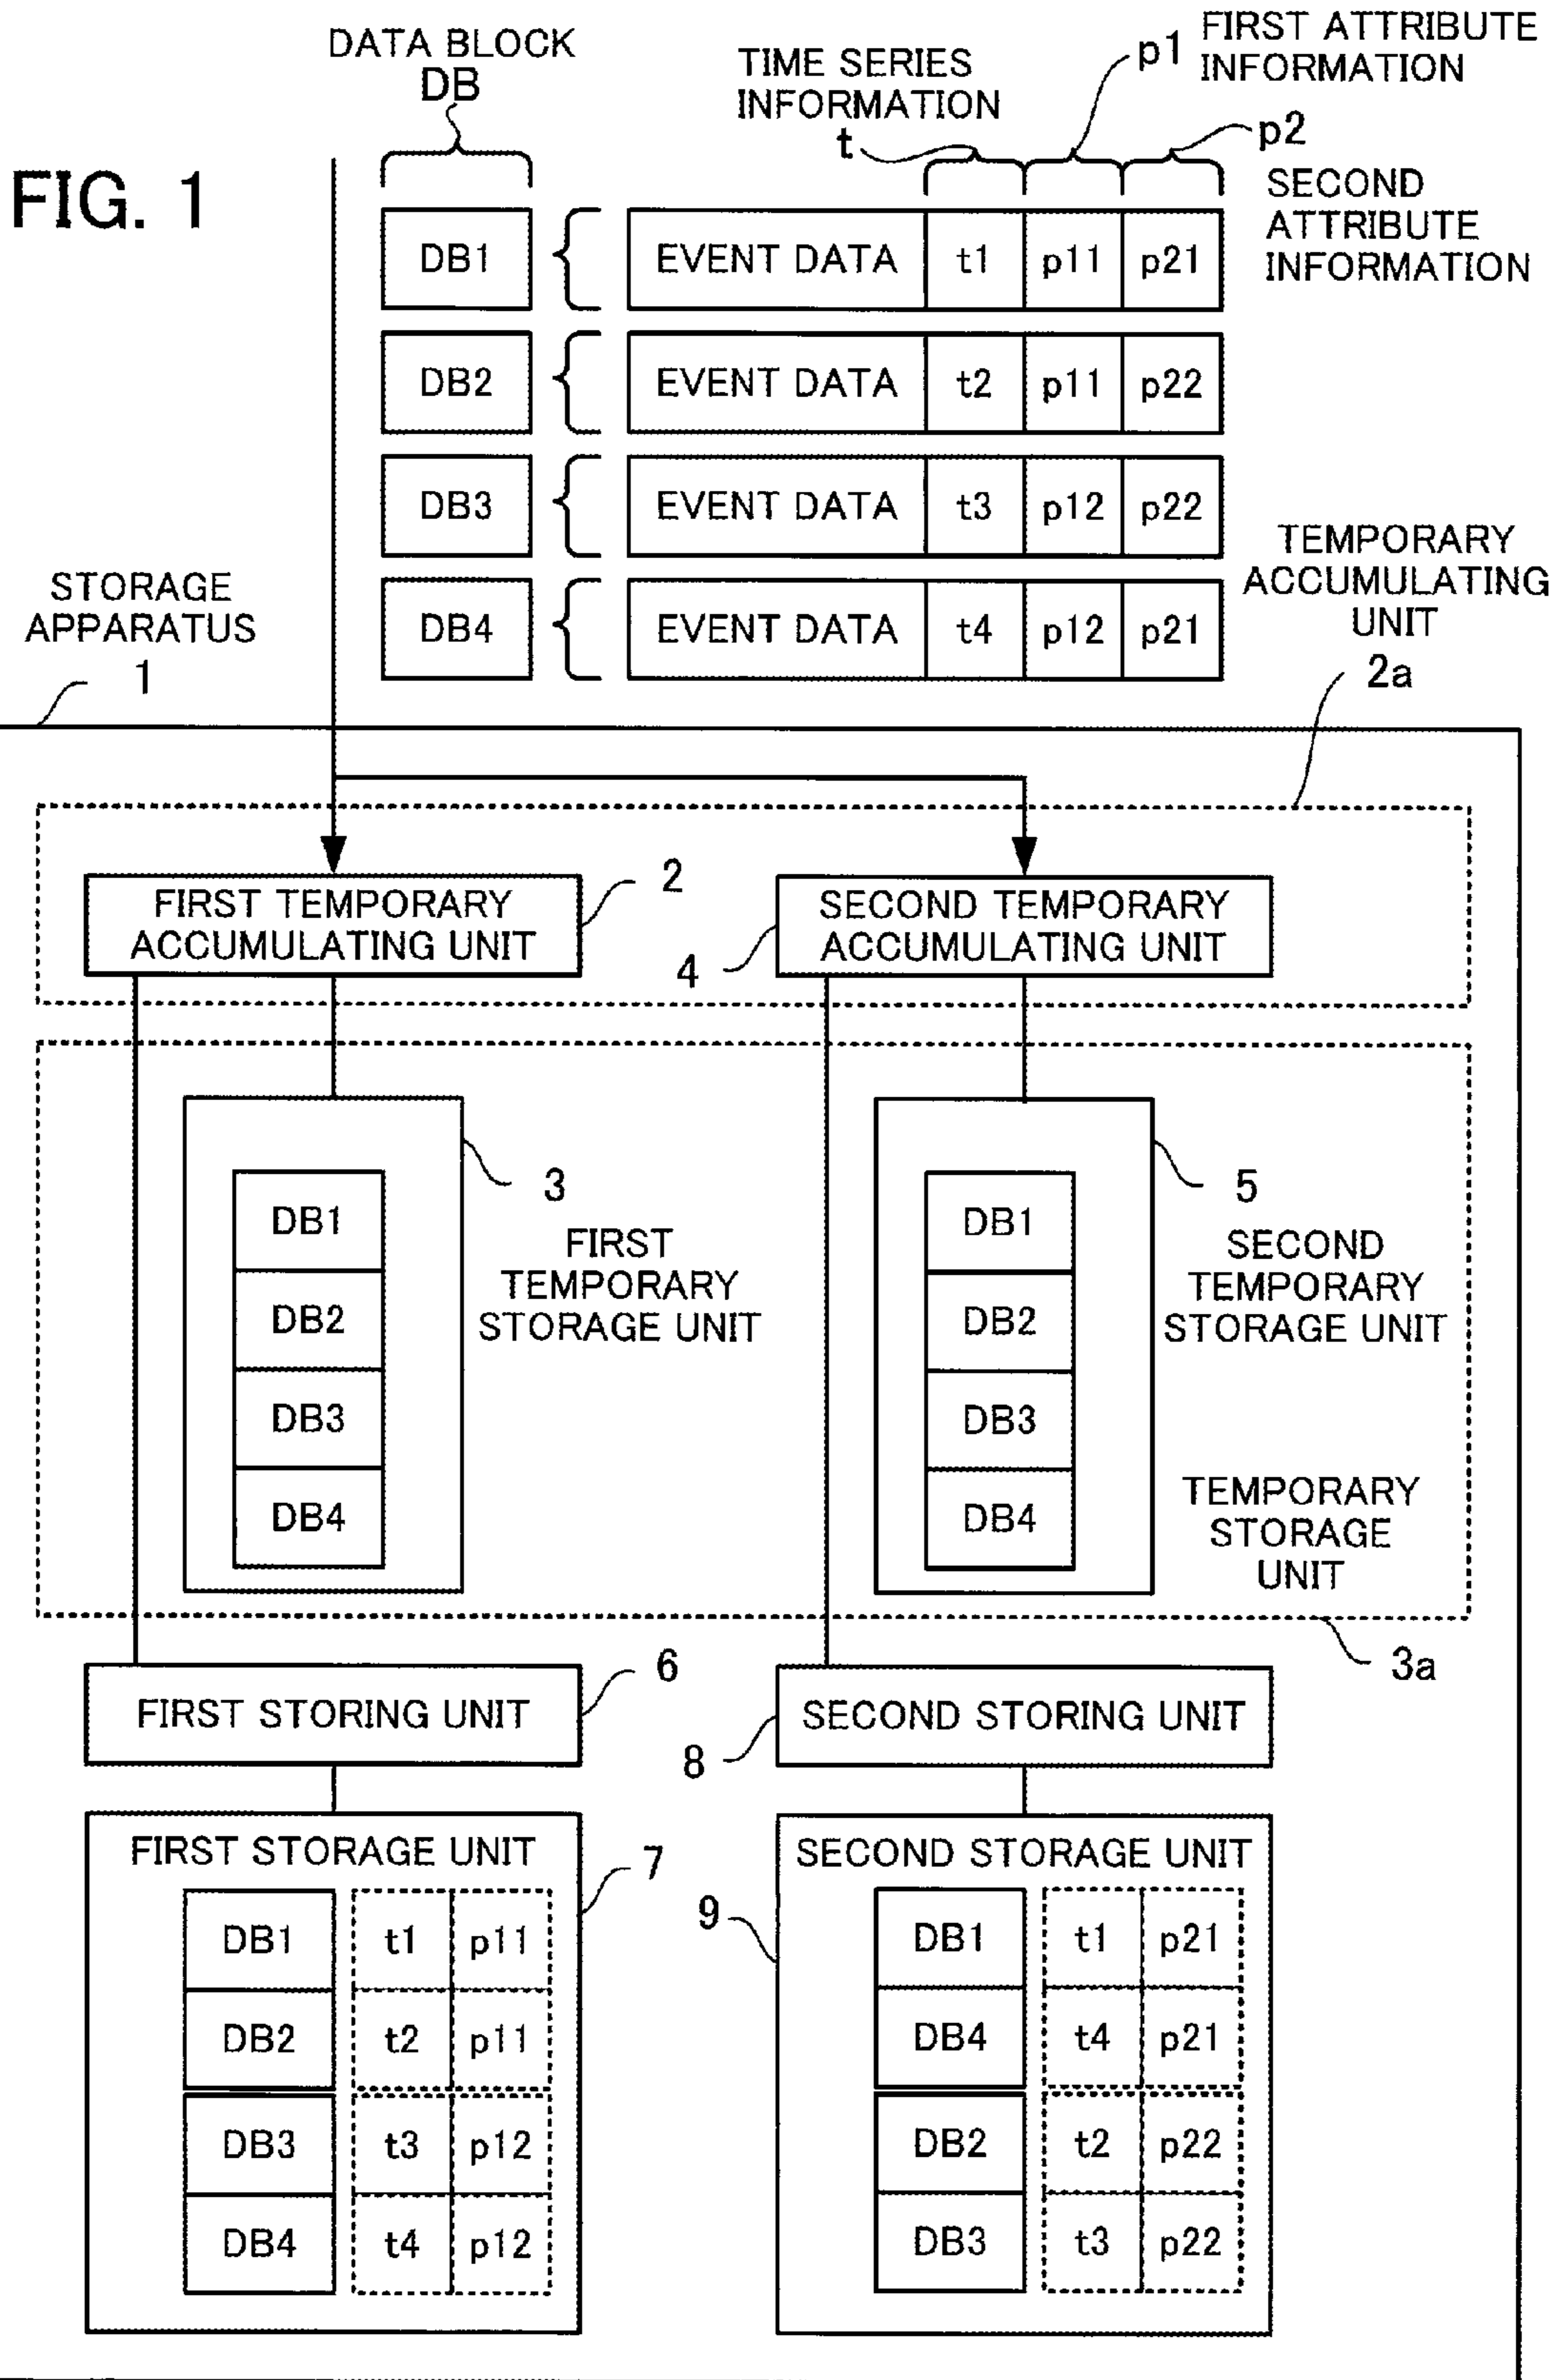 FIG. 1
DATA BLOCK
DB
TIME SERIES
INFORMATION
t
p1
FIRST ATTRIBUTE
INFORMATION
p2
SECOND
ATTRIBUTE
INFORMATION
DB1 EVENT DATA t1 p11 p21
DB2 EVENT DATA t2 p11 p22
DB3 EVENT DATA t3 p12 p22
DB4 EVENT DATA t4 p12 p21
STORAGE
APPARATUS
1
TEMPORARY
ACCUMULATING
UNIT
2a
FIRST TEMPORARY
ACCUMULATING UNIT
2
SECOND TEMPORARY
ACCUMULATING UNIT
4
DB1
DB2
DB3
DB4
3
FIRST
TEMPORARY
STORAGE UNIT
DB1
DB2
DB3
DB4
5
SECOND
TEMPORARY
STORAGE UNIT
TEMPORARY
STORAGE
UNIT
3a
FIRST STORING UNIT
6
SECOND STORING UNIT
8
FIRST STORAGE UNIT
7
DB1 t1 p11
DB2 t2 p11
DB3 t3 p12
DB4 t4 p12
SECOND STORAGE UNIT
9
DB1 t1 p21
DB4 t4 p21
DB2 t2 p22
DB3 t3 p22